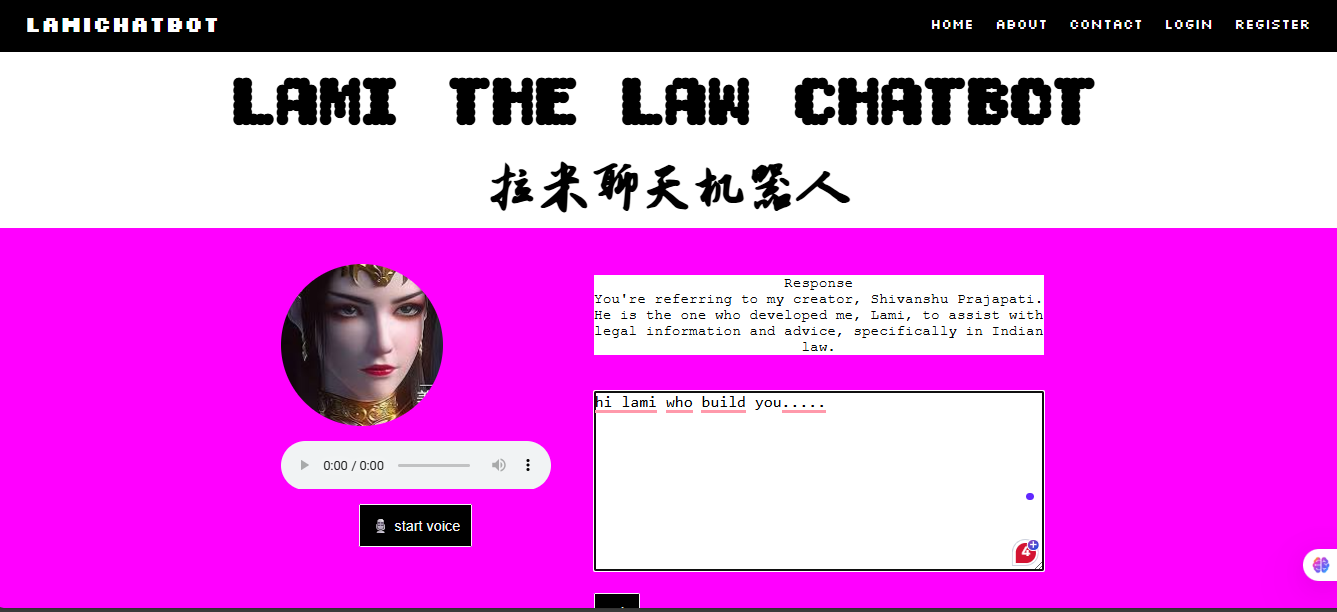 LAMICHATBOT
HOME ABOUT CONTACT LOGIN REGISTER
LAMI THE LAW CHATBOT
拉米聊天机器人
Response
You're referring to my creator, Shivanshu Prajapati.
He is the one who developed me, Lami, to assist with
legal information and advice, specifically in Indian
law.
hi lami who build you.....
0:00 / 0:00
start voice
4